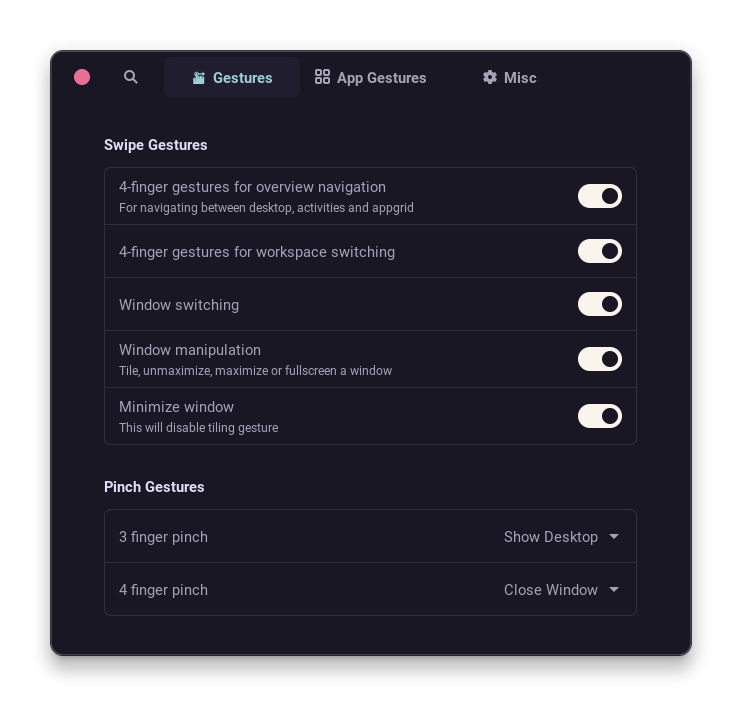 Gestures
App Gestures
Misc
Swipe Gestures
4-finger gestures for overview navigation
For navigating between desktop, activities and appgrid
4-finger gestures for workspace switching
Window switching
Window manipulation
Tile, unmaximize, maximize or fullscreen a window
Minimize window
This will disable tiling gesture
Pinch Gestures
3 finger pinch
Show Desktop
4 finger pinch
Close Window